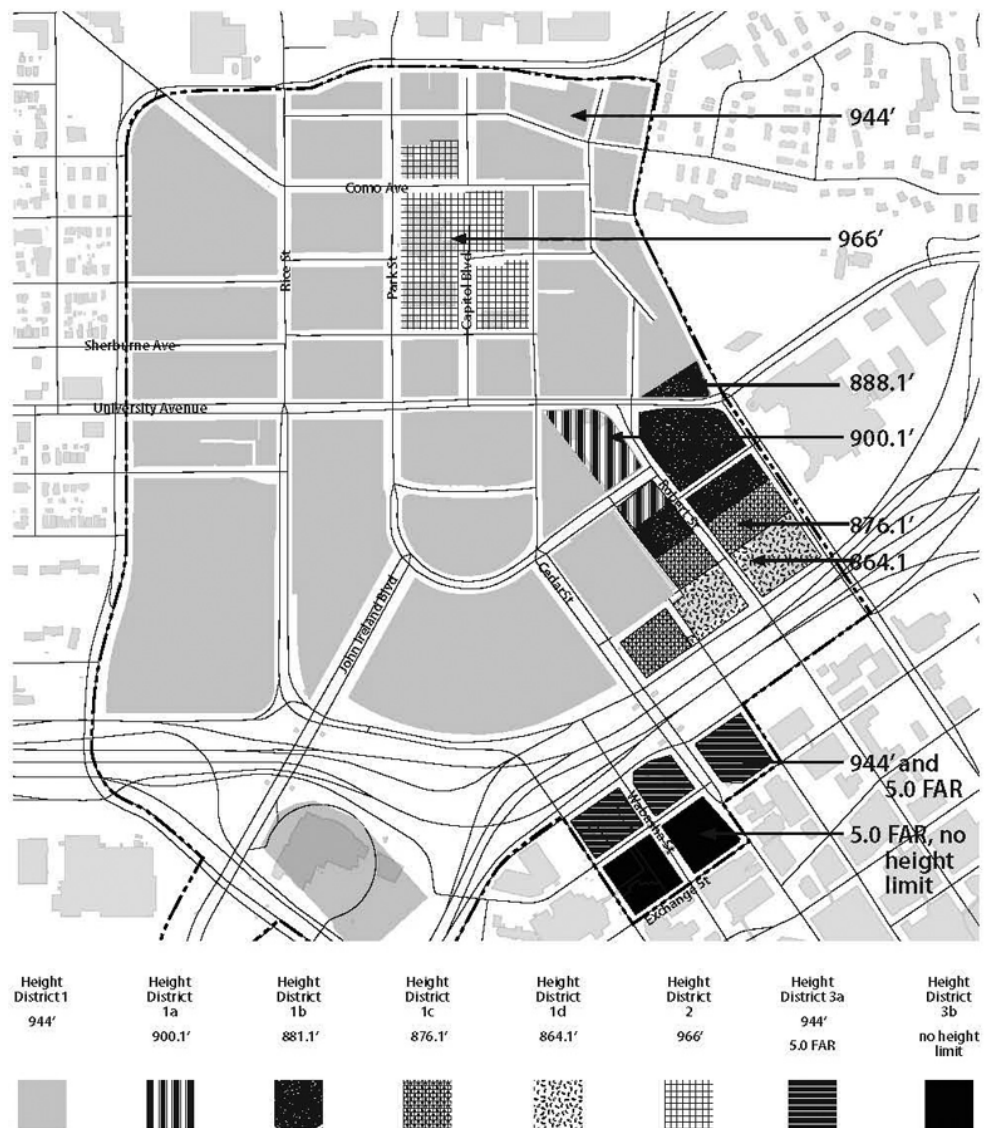 944’
Como Ave
966’
Rice St
Park St
Capitol Blvd
Sherburne Ave
888.1’
University Avenue
900.1’
Robert St
876.1’
864.1
Cedar St
John Ireland Blvd
944’ and
5.0 FAR
Wabasha St
5.0 FAR, no
height
limit
Exchange St
Height
District 1
944’
Height
District
1a
900.1’
Height
District
1b
881.1’
Height
District
1c
876.1’
Height
District
1d
864.1’
Height
District
2
966’
Height
District 3a
944’
5.0 FAR
Height
District
3b
no height
limit